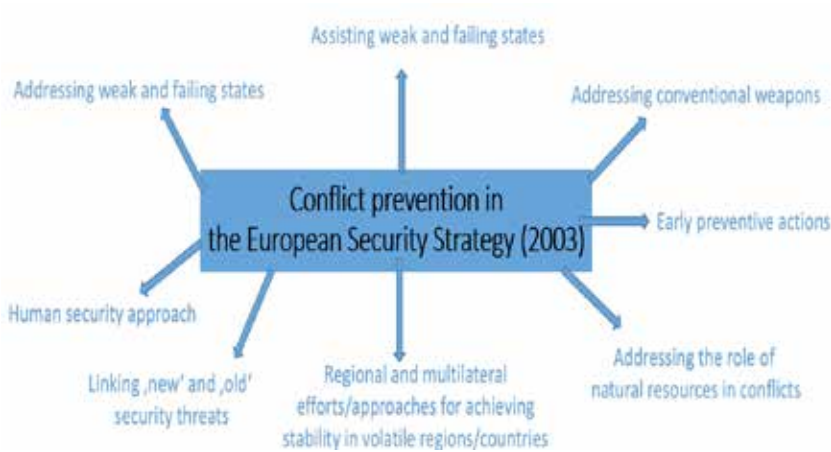 Assisting weak and failing states
Addressing weak and failing states
Addressing conventional weapons
Conflict prevention in
the European Security Strategy (2003)
Early preventive actions
Human security approach
Linking ‚new' and ‚old'
security threats
Regional and multilateral
efforts/approaches for achieving
stability in volatile regions/countries
Addressing the role of
natural resources in conflicts